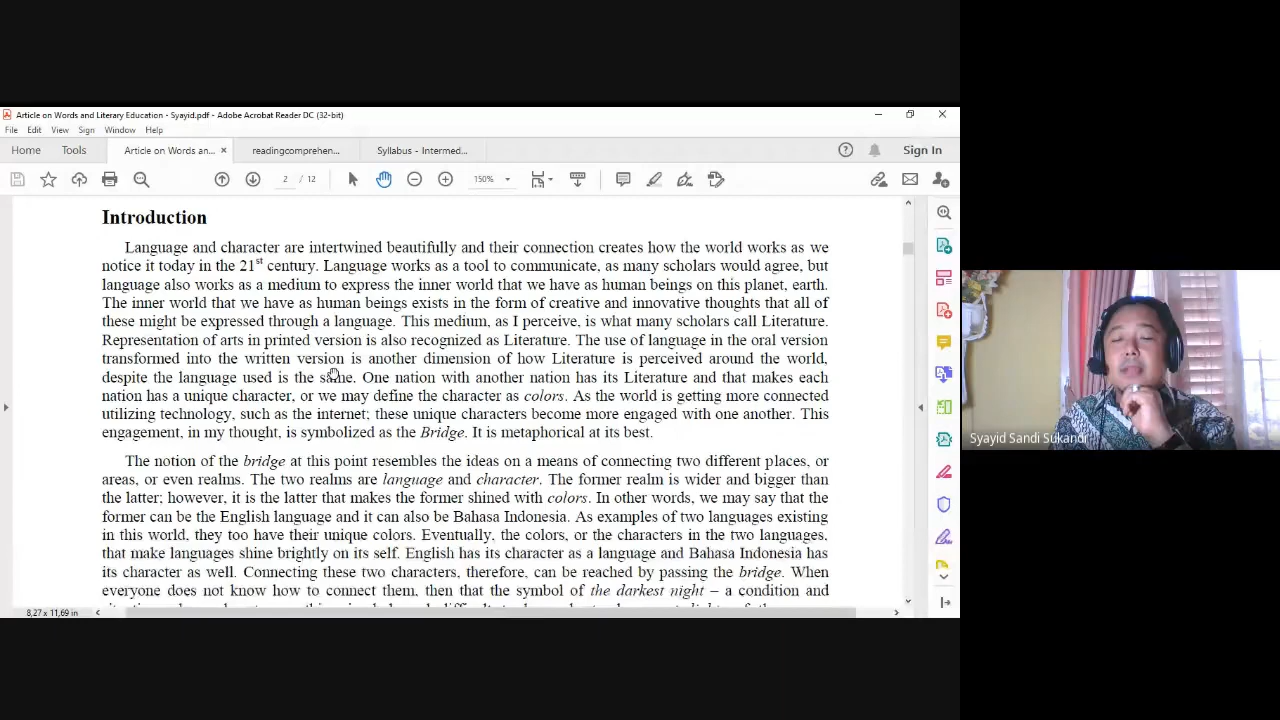 Article on Words and Literary Education - Syayid.pdf - Adobe Acrobat Reader DC (32-bit)
File Edit View Sign Window Help
Home Tools Article on Words an... × readingcomprehen... Syllabus - Intermed... Sign In
2 / 12 150%
Introduction
Language and character are intertwined beautifully and their connection creates how the world works as we
notice it today in the 21st century. Language works as a tool to communicate, as many scholars would agree, but
language also works as a medium to express the inner world that we have as human beings on this planet, earth.
The inner world that we have as human beings exists in the form of creative and innovative thoughts that all of
these might be expressed through a language. This medium, as I perceive, is what many scholars call Literature.
Representation of arts in printed version is also recognized as Literature. The use of language in the oral version
transformed into the written version is another dimension of how Literature is perceived around the world,
despite the language used is the same. One nation with another nation has its Literature and that makes each
nation has a unique character, or we may define the character as colors. As the world is getting more connected
utilizing technology, such as the internet; these unique characters become more engaged with one another. This
engagement, in my thought, is symbolized as the Bridge. It is metaphorical at its best.
The notion of the bridge at this point resembles the ideas on a means of connecting two different places, or
areas, or even realms. The two realms are language and character. The former realm is wider and bigger than
the latter; however, it is the latter that makes the former shined with colors. In other words, we may say that the
former can be the English language and it can also be Bahasa Indonesia. As examples of two languages existing
in this world, they too have their unique colors. Eventually, the colors, or the characters in the two languages,
that make languages shine brightly on its self. English has its character as a language and Bahasa Indonesia has
its character as well. Connecting these two characters, therefore, can be reached by passing the bridge. When
everyone does not know how to connect them, then that the symbol of the darkest night – a condition and
8,27 x 11,69 in
Syayid Sandi Sukandi